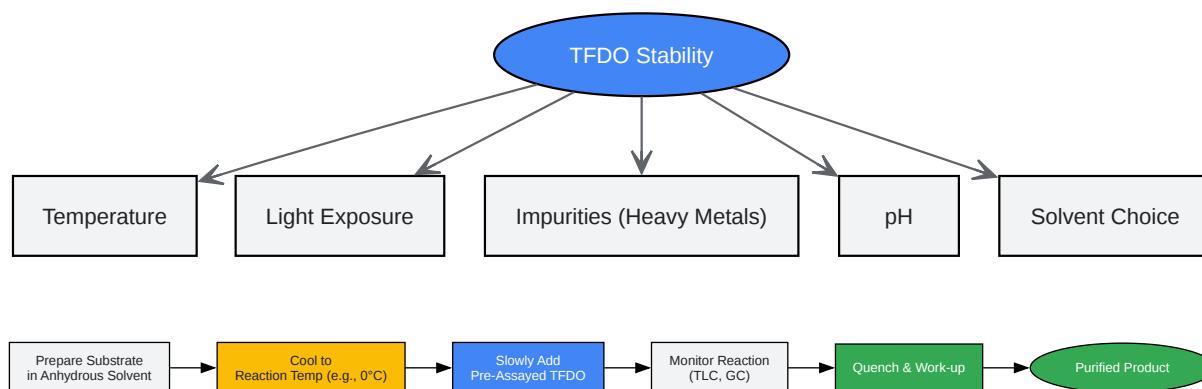 TFDO Stability
Temperature
Light Exposure
Impurities (Heavy Metals)
pH
Solvent Choice
Prepare Substrate
in Anhydrous Solvent
Cool to
Reaction Temp (e.g., 0°C)
Slowly Add
Pre-Assayed TFDO
Monitor Reaction
(TLC, GC)
Quench & Work-up
Purified Product